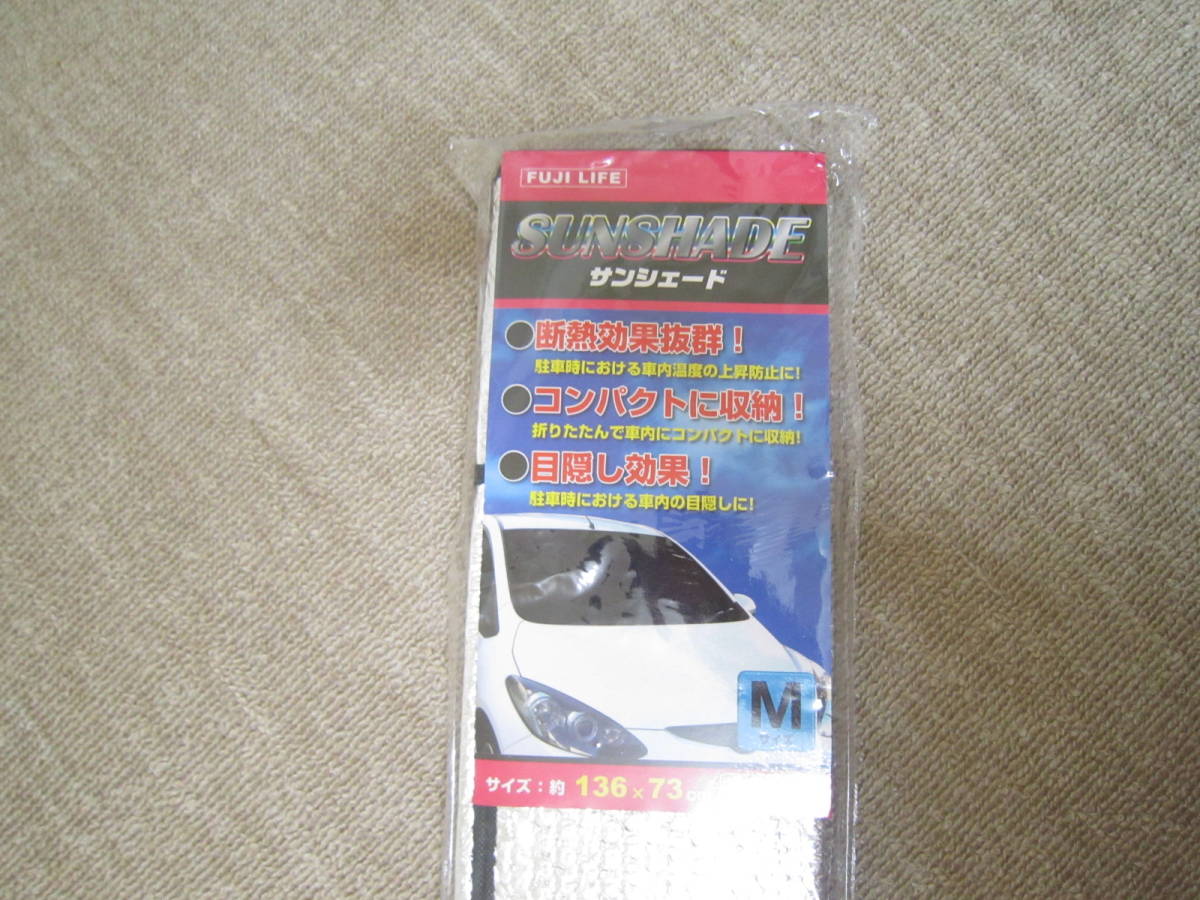 FUJI LIFE
SUNSHADE
サンシェード
●断熱効果抜群！
駐車時における車内温度の上昇防止に!
●コンパクトに収納！
折りたたんで車内にコンパクトに収納!
●目隠し効果！
駐車時における車内の目隠しに!
M
サイズ
サイズ：約 136×73cm